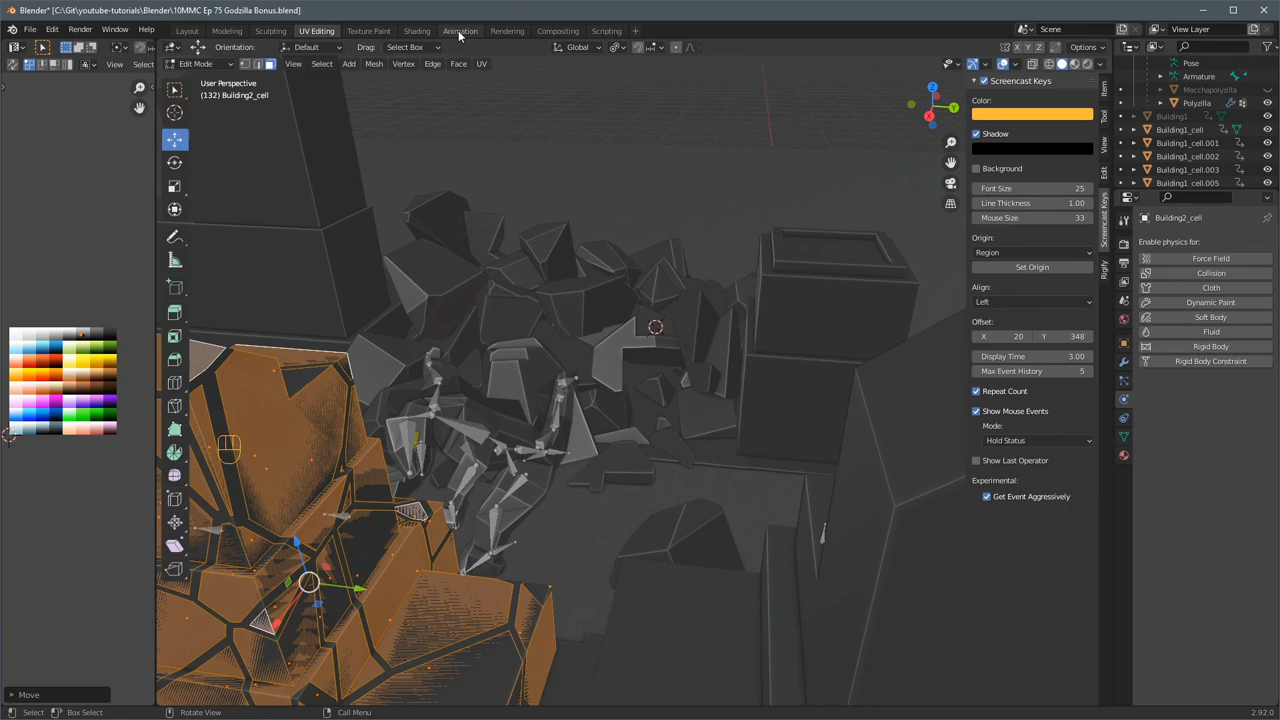 Blender* [C:\Git\youtube-tutorials\Blender\10MMC Ep 75 Godzilla Bonus.blend]
File Edit Render Window Help Layout Modeling Sculpting UV Editing Texture Paint Shading Animation Rendering Compositing Scripting + Scene View Layer
Orientation: Default Drag: Select Box Global X Y Z Options
View Select Edit Mode View Select Add Mesh Vertex Edge Face UV
User Perspective
(132) Building2_cell
Z
Y
X
Screencast Keys
Color:
Shadow
Background
Font Size 25
Line Thickness 1.00
Mouse Size 33
Origin:
Region
Set Origin
Align:
Left
Offset:
X 20 Y 348
Display Time 3.00
Max Event History 5
Repeat Count
Show Mouse Events
Mode:
Hold Status
Show Last Operator
Experimental:
Get Event Aggressively
Item
Tool
View
Edit
Screencast Keys
Rigify
Pose
Armature
Mecchapolyzilla
Polyzilla
Building1
Building1_cell
Building1_cell.001
Building1_cell.002
Building1_cell.003
Building1_cell.005
Building2_cell
Enable physics for:
Force Field
Collision
Cloth
Dynamic Paint
Soft Body
Fluid
Rigid Body
Rigid Body Constraint
Move
Select Box Select Rotate View Call Menu 2.92.0